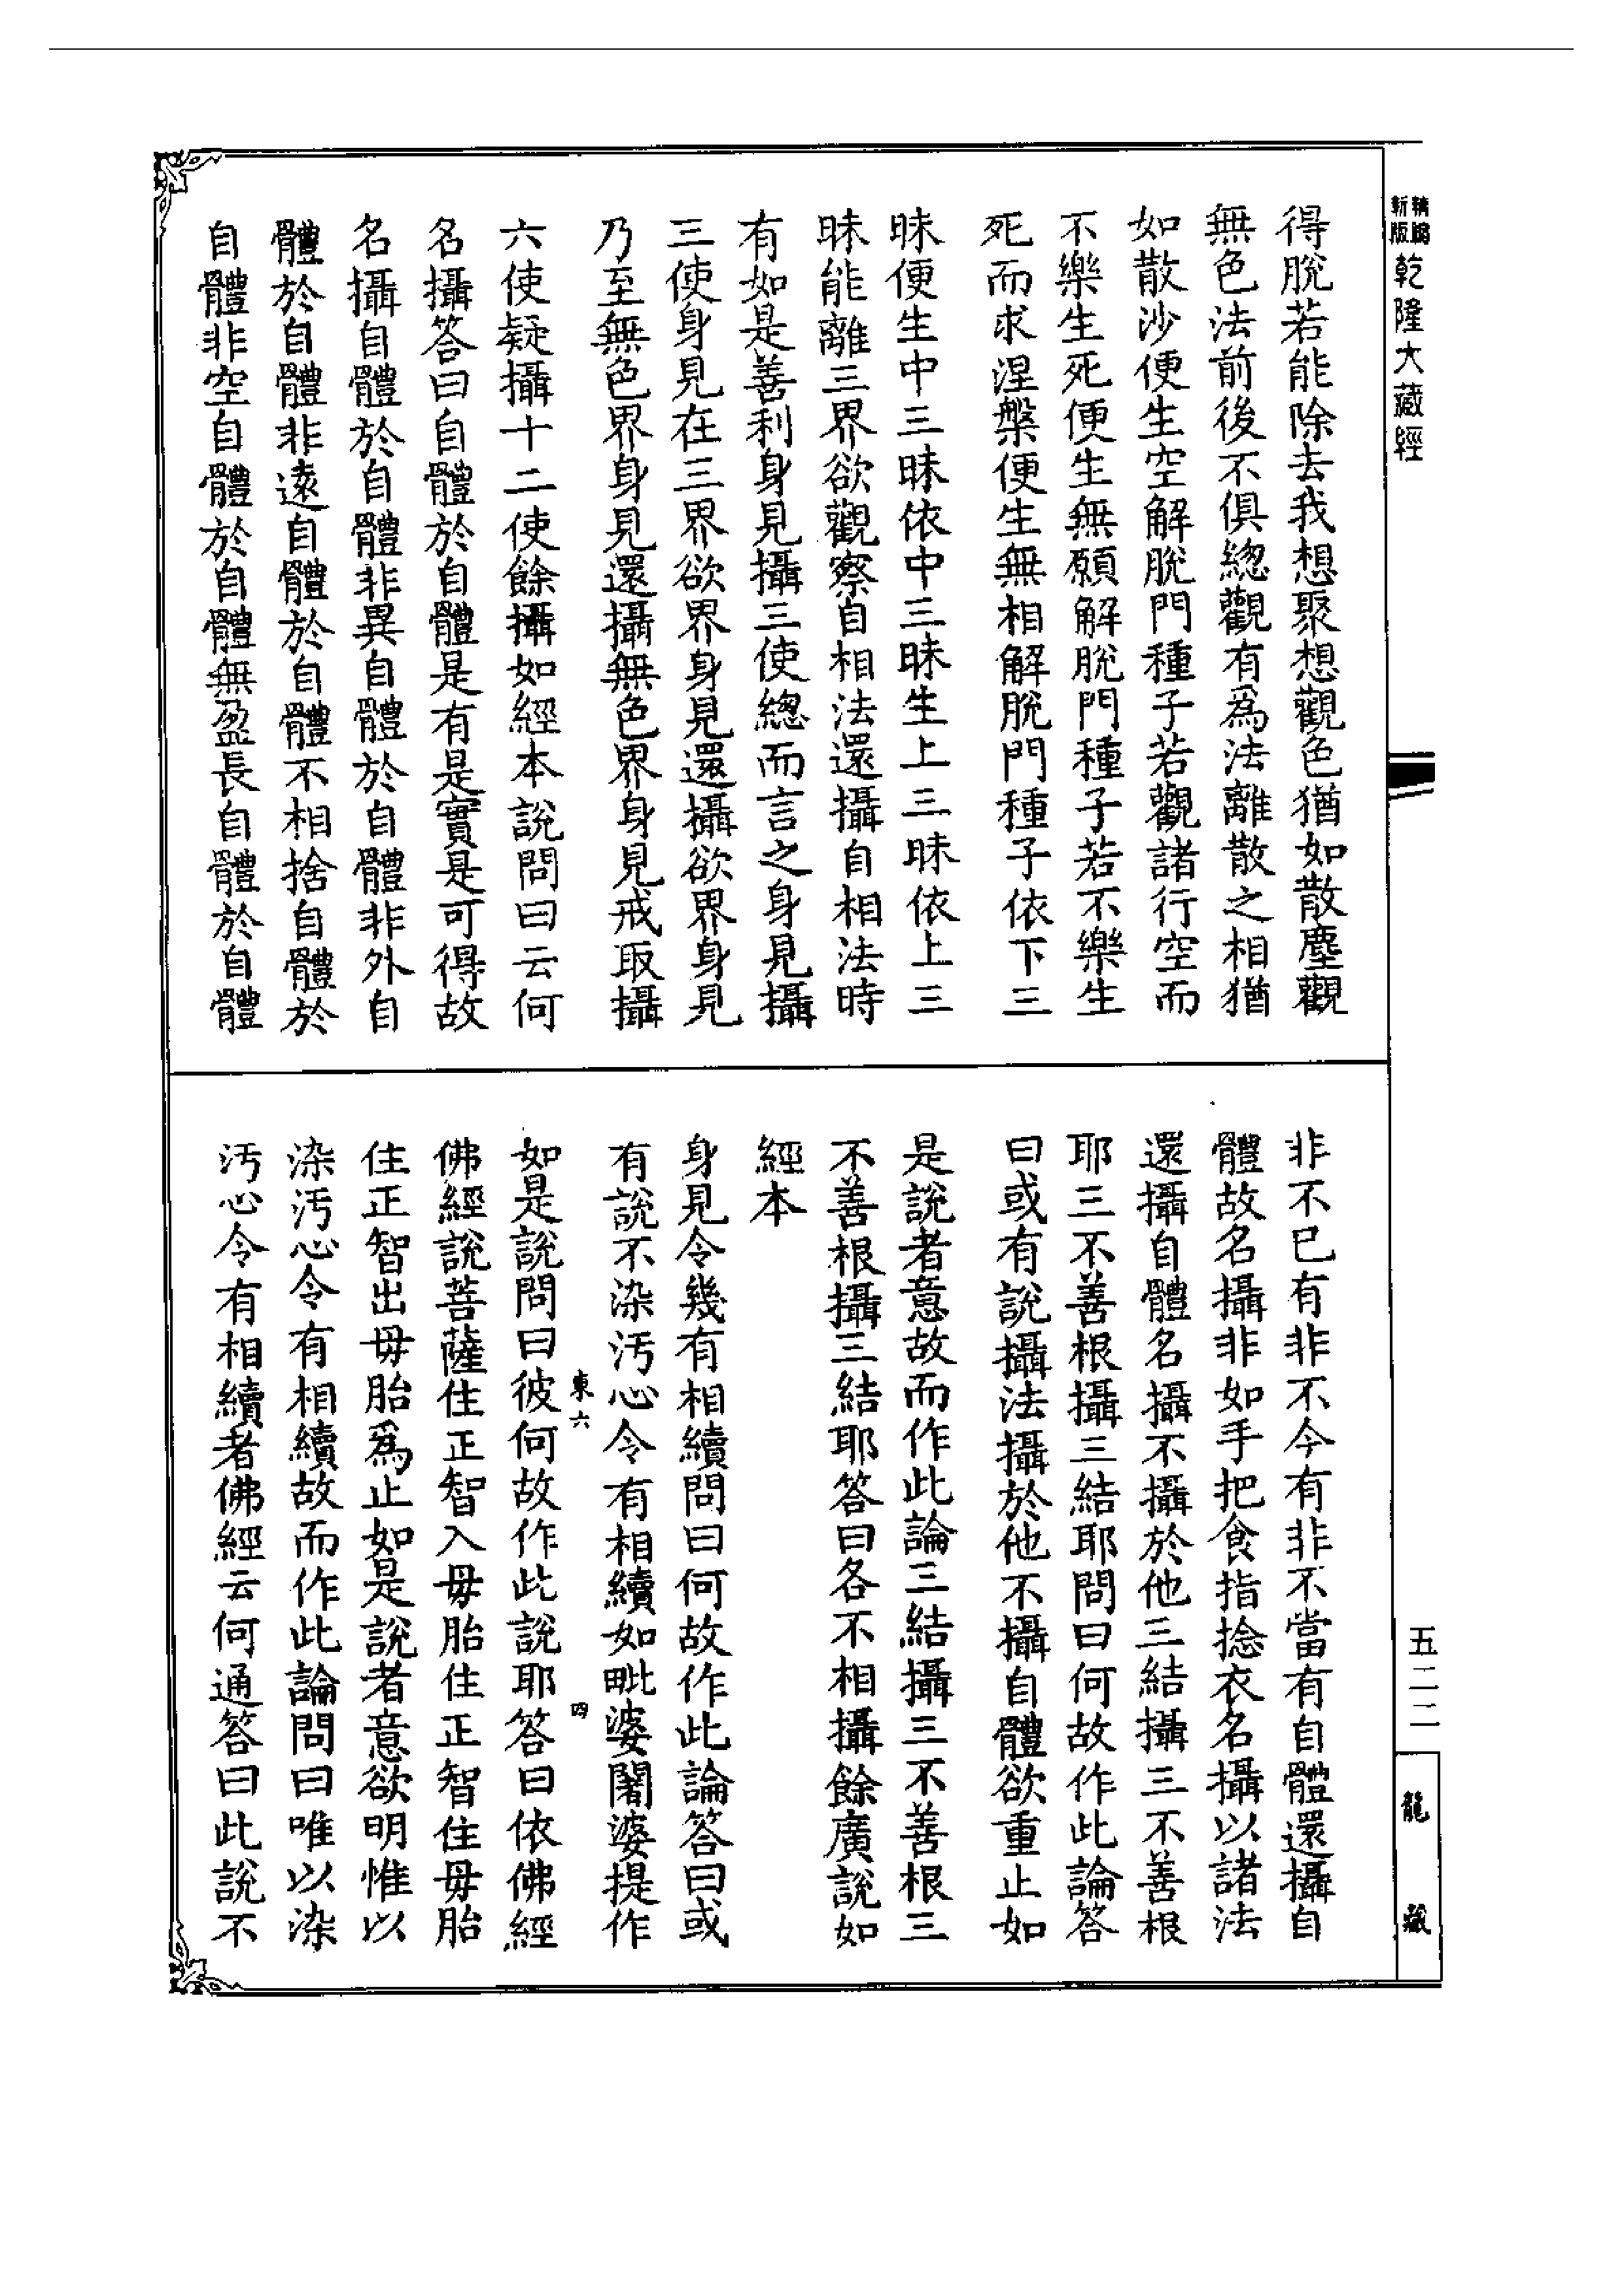 精縮新版乾隆大藏經
得脫若能除去我想聚想觀色猶如散塵觀
無色法前後不俱總觀有為法離散之相猶
如散沙便生空解脫門種子若觀諸行空而
不樂生死便生無願解脫門種子若不樂生
死而求涅槃便生無相解脫門種子依下三
昧便生中三昧依中三昧生上三昧依上三
昧能離三界欲觀察自相法還攝自相法時
有如是善利身見攝三使總而言之身見攝
三使身見在三界欲界身見還攝欲界身見
乃至無色界身見還攝無色界身見戒取攝
六使疑攝十二使餘攝如經本說問曰云何
名攝答曰自體於自體是有是實是可得故
名攝自體於自體非異自體於自體非外自
體於自體非遠自體於自體不相捨自體於
自體非空自體於自體無盈長自體於自體
非不已有非不今有非不當有自體還攝自
體故名攝非如手把食指捻衣名攝以諸法
還攝自體名攝不攝於他三結攝三不善根
耶三不善根攝三結耶問曰何故作此論答
曰或有說攝法攝於他不攝自體欲重止如
是說者意故而作此論三結攝三不善根三
不善根攝三結耶答曰各不相攝餘廣說如
經本
身見令幾有相續問曰何故作此論答曰或
有說不染汚心令有相續如毗婆闍婆提作
東六 四
如是說問曰彼何故作此說耶答曰依佛經
佛經說菩薩住正智入毋胎住正智住毋胎
住正智出毋胎為止如是說者意欲明惟以
染汚心令有相續故而作此論問曰唯以染
汚心令有相續者佛經云何通答曰此說不
五二二
龍藏